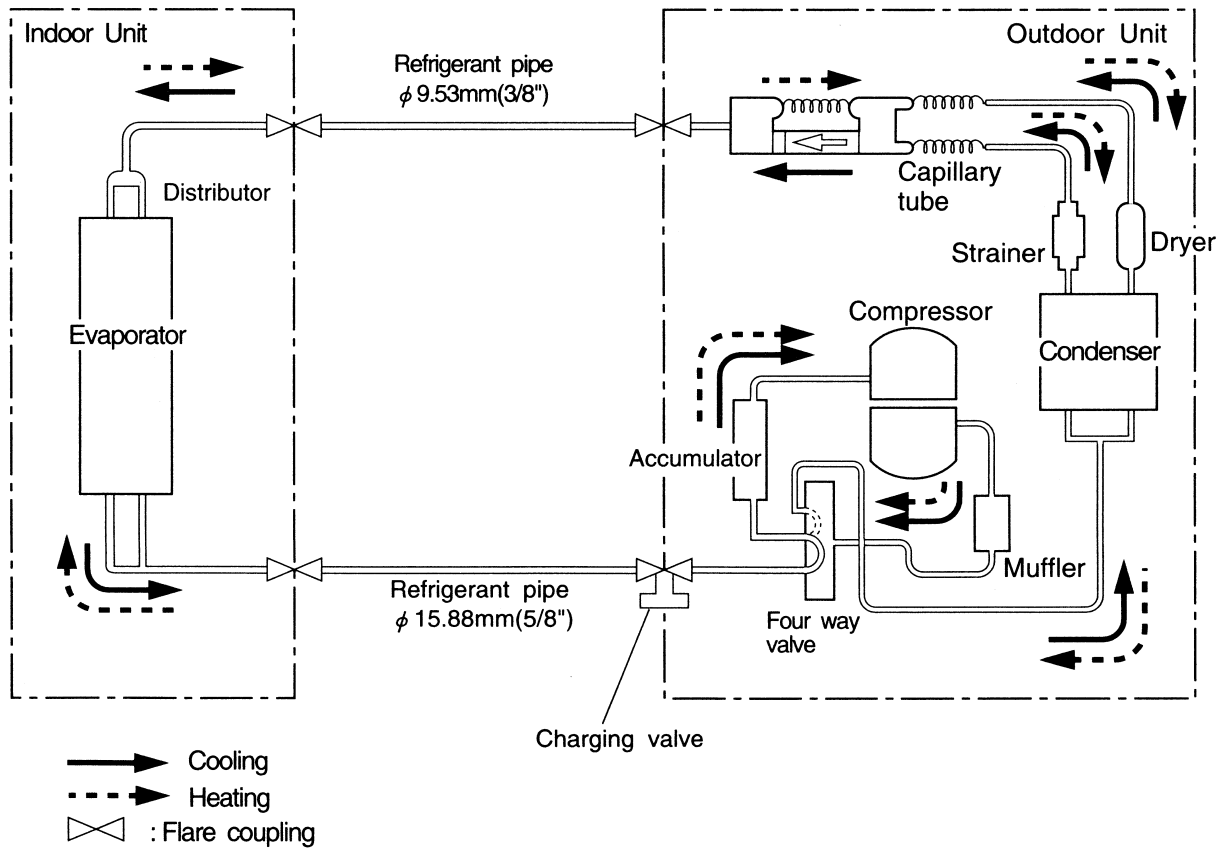 Indoor Unit
Outdoor Unit
Refrigerant pipe
ϕ 9.53mm(3/8")
Distributor
Capillary
tube
Strainer
Dryer
Evaporator
Compressor
Condenser
Accumulator
Muffler
Refrigerant pipe
ϕ 15.88mm(5/8")
Four way
valve
Charging valve
Cooling
Heating
: Flare coupling